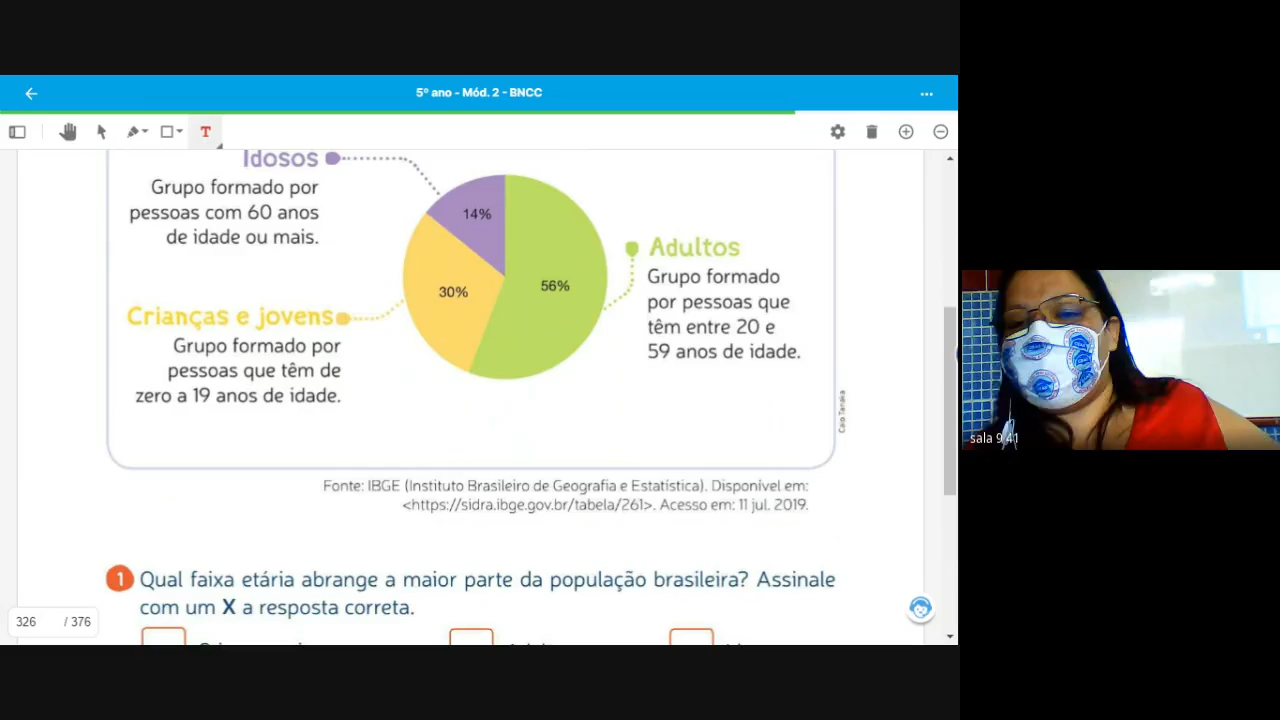 5º ano - Mód. 2 - BNCC
T
Idosos
Grupo formado por
pessoas com 60 anos
de idade ou mais.
14%
30%
56%
Adultos
Grupo formado
por pessoas que
têm entre 20 e
59 anos de idade.
Crianças e jovens
Grupo formado por
pessoas que têm de
zero a 19 anos de idade.
Caio Tanaka
Fonte: IBGE (Instituto Brasileiro de Geografia e Estatística). Disponível em:
<https://sidra.ibge.gov.br/tabela/261>. Acesso em: 11 jul. 2019.
1 Qual faixa etária abrange a maior parte da população brasileira? Assinale
com um X a resposta correta.
326 / 376
sala 9 41